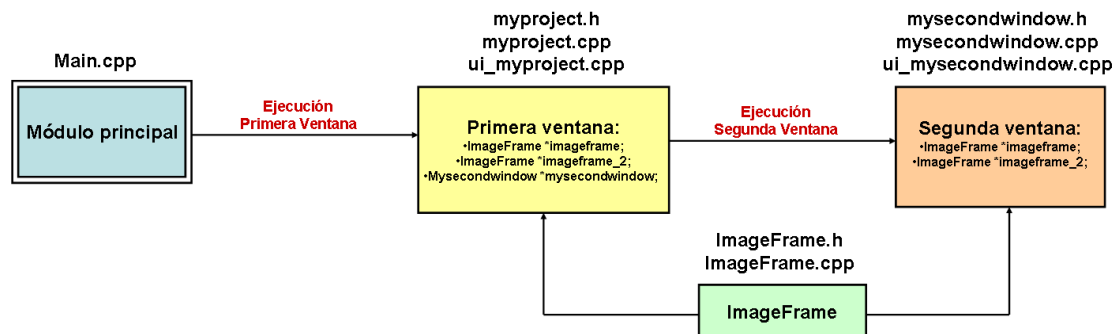 Main.cpp
Módulo principal
Ejecución
Primera Ventana
myproject.h
myproject.cpp
ui_myproject.cpp
Primera ventana:
•ImageFrame *imageframe;
•ImageFrame *imageframe_2;
•Mysecondwindow *mysecondwindow;
Ejecución
Segunda Ventana
mysecondwindow.h
mysecondwindow.cpp
ui_mysecondwindow.cpp
Segunda ventana:
•ImageFrame *imageframe;
•ImageFrame *imageframe_2;
ImageFrame.h
ImageFrame.cpp
ImageFrame